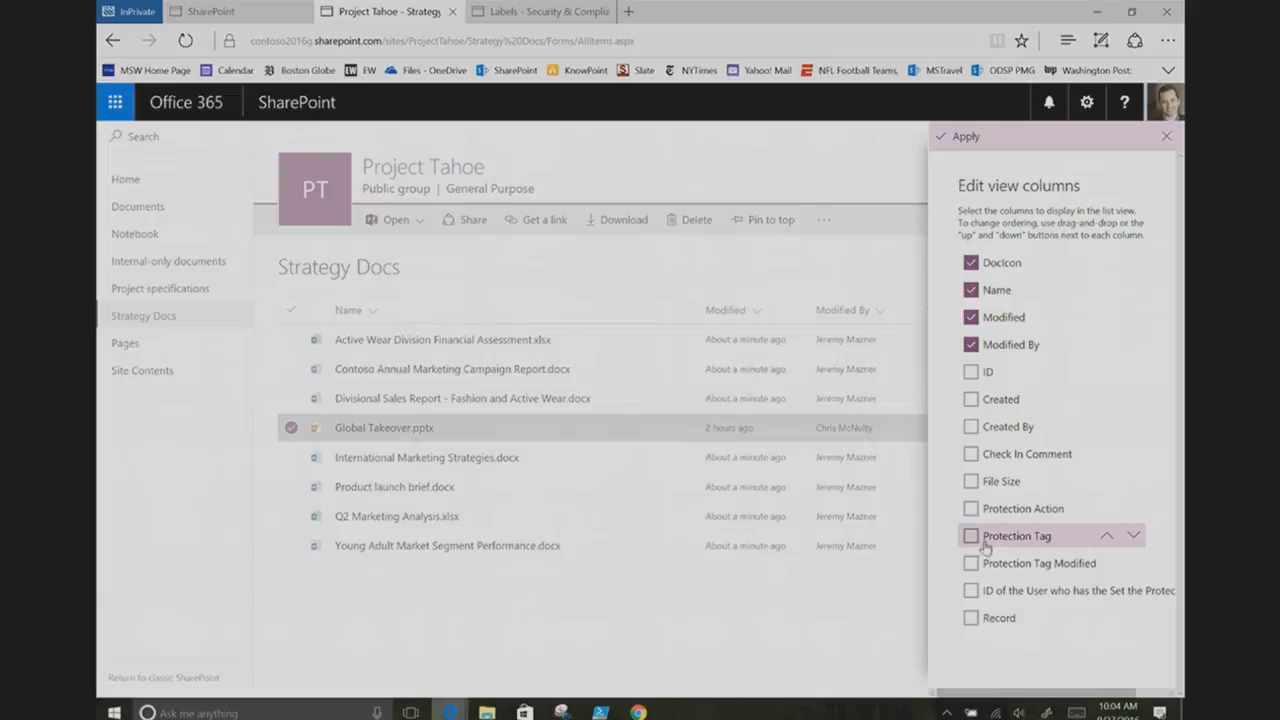 InPrivate
SharePoint
Project Tahoe - Strategy
Labels - Security & Complia
contoso2016g.sharepoint.com/sites/ProjectTahoe/Strategy%20Docs/Forms/AllItems.aspx
MSW Home Page Calendar Boston Globe EW Files - OneDrive SharePoint KnowPoint Slate NYTimes Yahoo! Mail NFL Football Teams, MSTravel ODSP PMG Washington Post:
Office 365 SharePoint
Search
Home
Documents
Notebook
Internal-only documents
Project specifications
Strategy Docs
Pages
Site Contents
Return to classic SharePoint
PT
Project Tahoe
Public group | General Purpose
Open Share Get a link Download Delete Pin to top
Strategy Docs
Name Modified Modified By
Active Wear Division Financial Assessment.xlsx About a minute ago Jeremy Mazner
Contoso Annual Marketing Campaign Report.docx About a minute ago Jeremy Mazner
Divisional Sales Report - Fashion and Active Wear.docx About a minute ago Jeremy Mazner
Global Takeover.pptx 2 hours ago Chris McNulty
International Marketing Strategies.docx About a minute ago Jeremy Mazner
Product launch brief.docx About a minute ago Jeremy Mazner
Q2 Marketing Analysis.xlsx About a minute ago Jeremy Mazner
Young Adult Market Segment Performance.docx About a minute ago Jeremy Mazner
Apply
Edit view columns
Select the columns to display in the list view.
To change ordering, use drag-and-drop or the
"up" and "down" buttons next to each column.
DocIcon
Name
Modified
Modified By
ID
Created
Created By
Check In Comment
File Size
Protection Action
Protection Tag
Protection Tag Modified
ID of the User who has the Set the Protec
Record
Ask me anything
10:04 AM